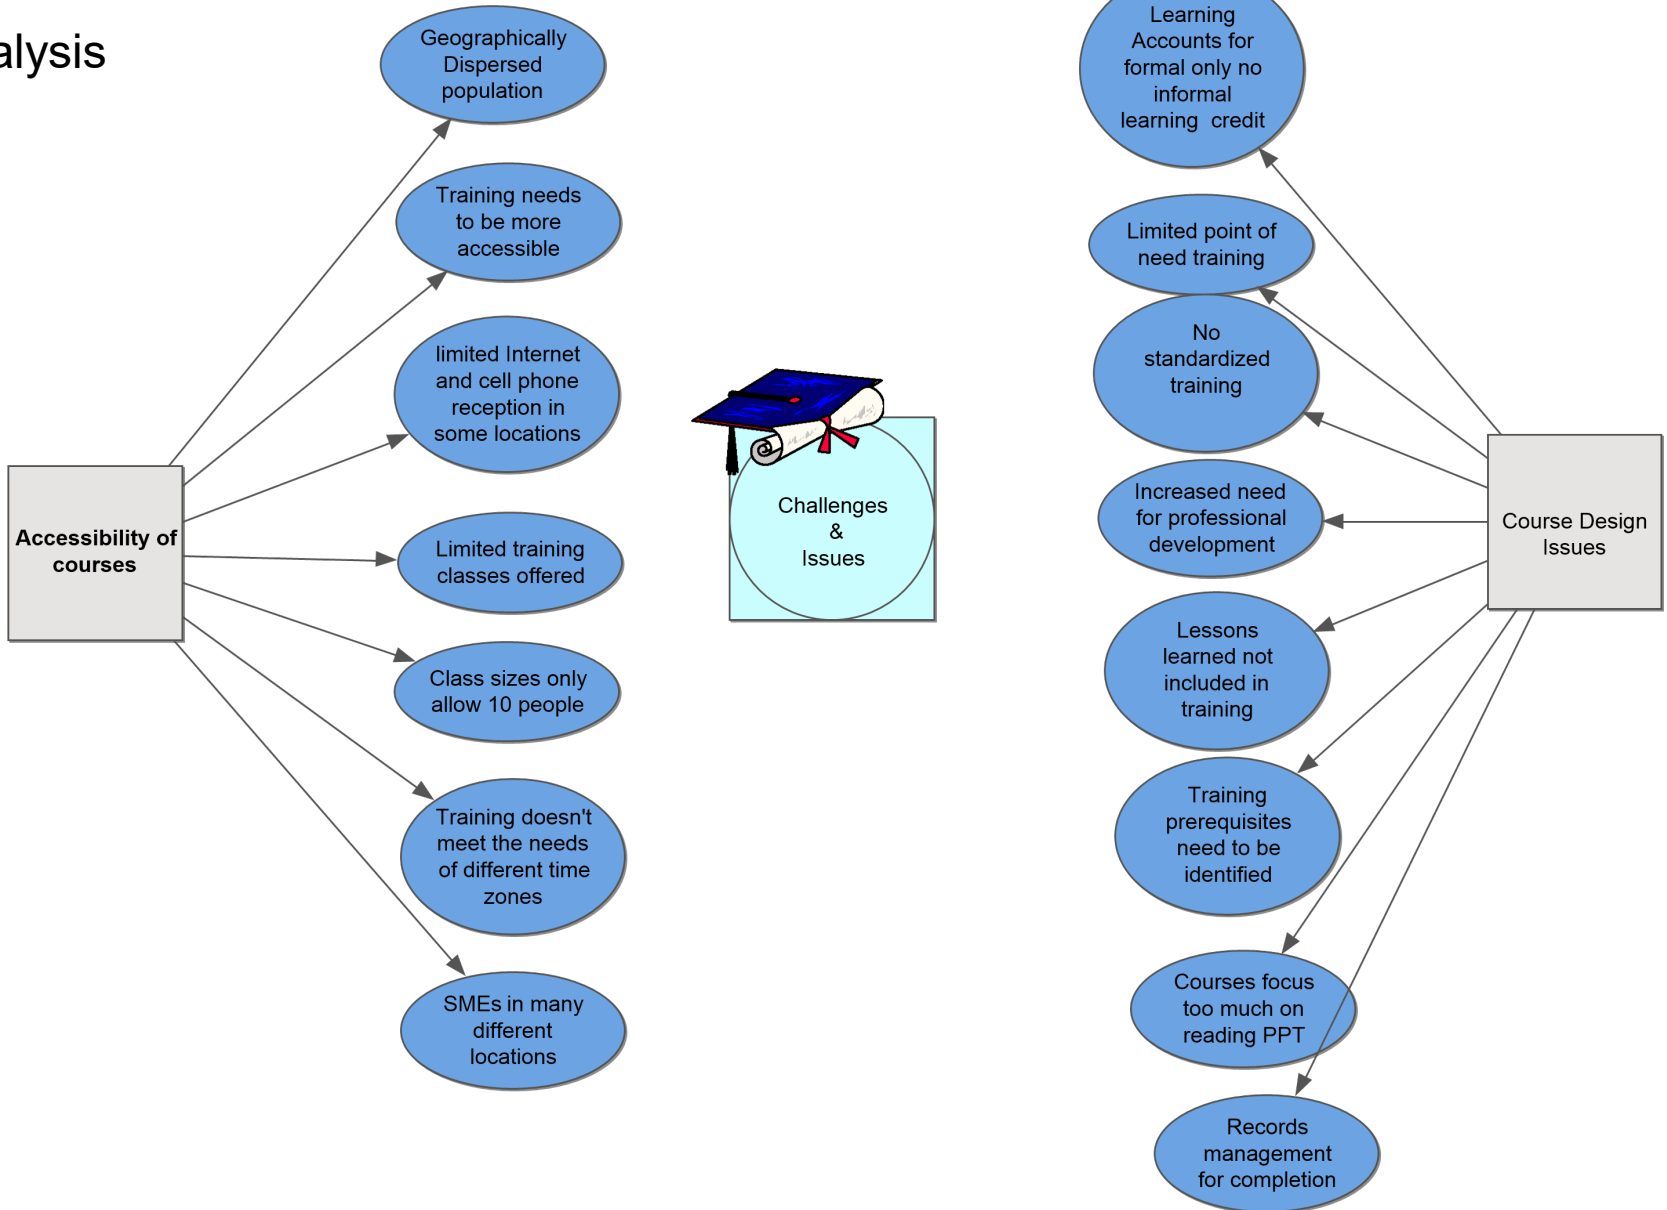 alysis
Geographically
Dispersed
population
Training needs
to be more
accessible
limited Internet
and cell phone
reception in
some locations
Accessibility of
courses
Limited training
classes offered
Class sizes only
allow 10 people
Training doesn't
meet the needs
of different time
zones
SMEs in many
different
locations
Challenges
&
Issues
Learning
Accounts for
formal only no
informal
learning  credit
Limited point of
need training
No
standardized
training
Increased need
for professional
development
Course Design
Issues
Lessons
learned not
included in
training
Training
prerequisites
need to be
identified
Courses focus
too much on
reading PPT
Records
management
for completion